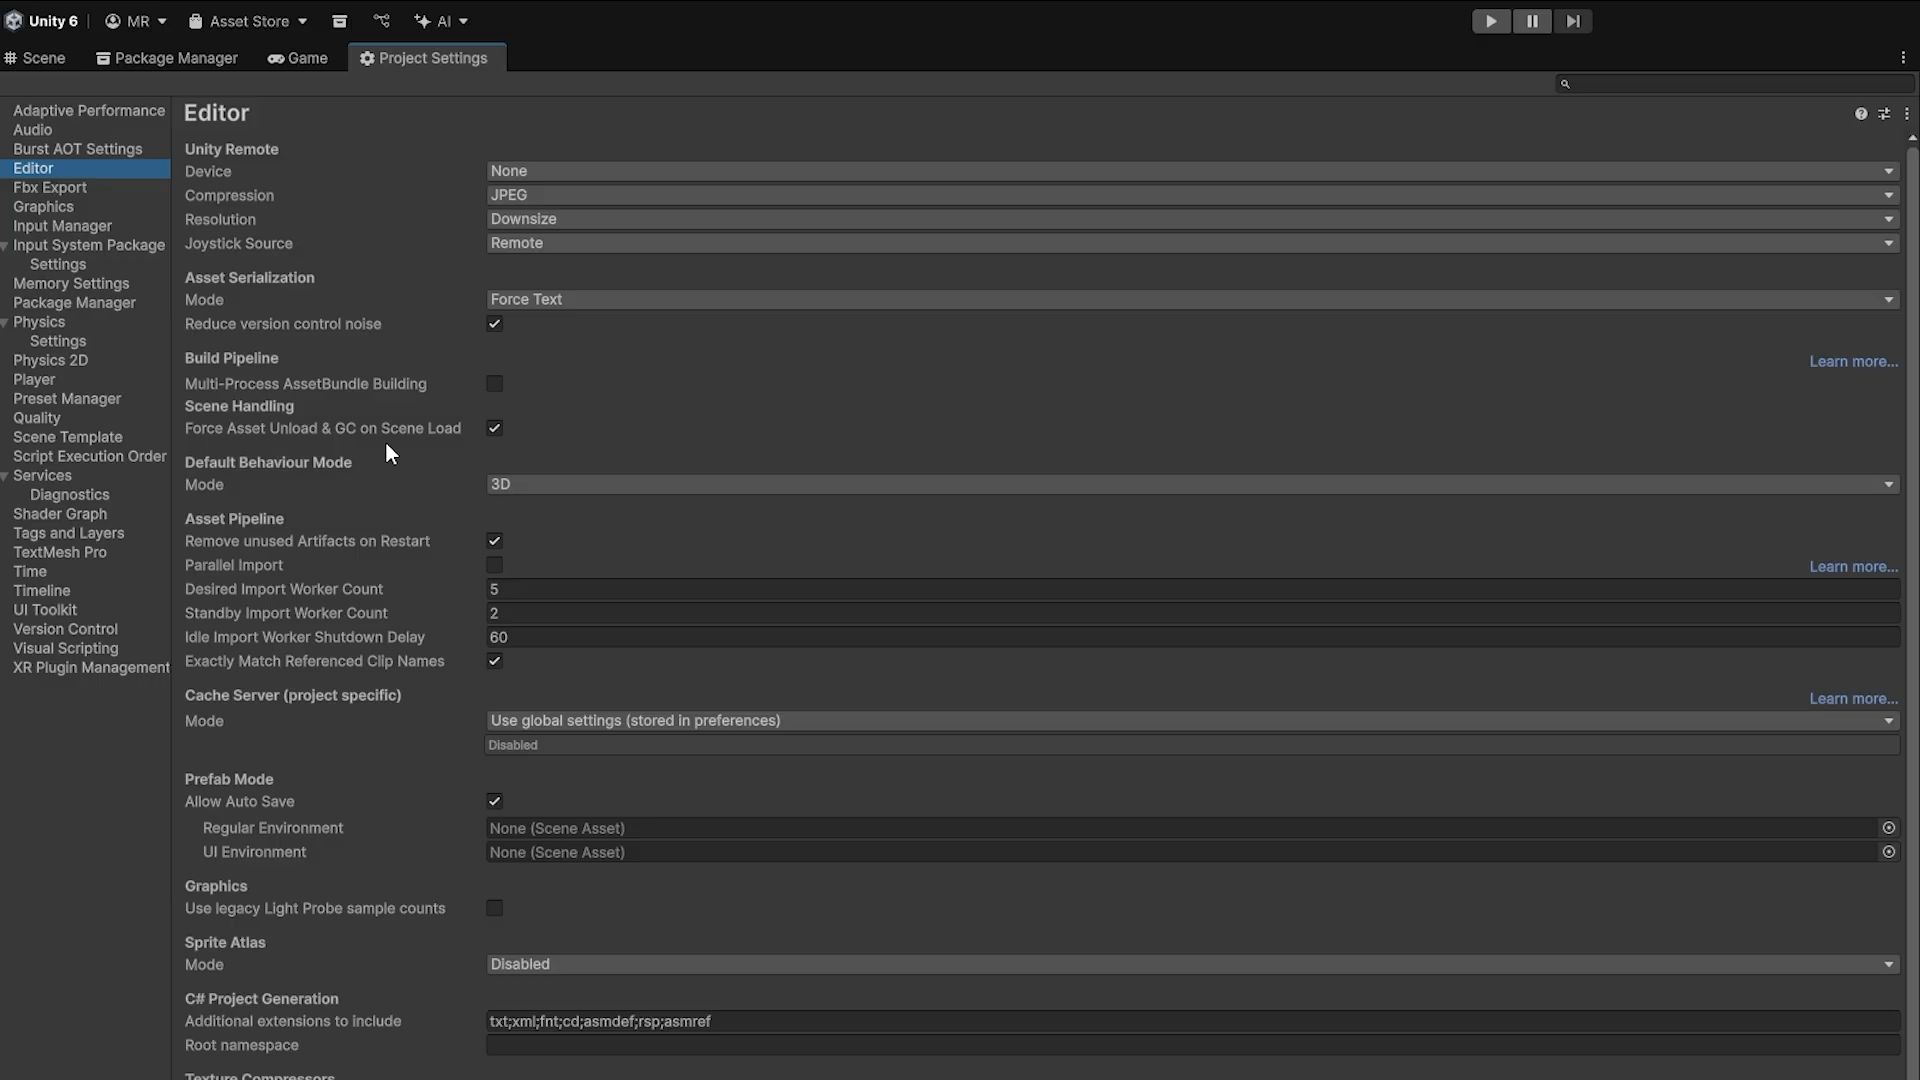 Unity 6 MR Asset Store AI
Scene Package Manager Game Project Settings
Adaptive Performance
Audio
Burst AOT Settings
Editor
Fbx Export
Graphics
Input Manager
Input System Package
Settings
Memory Settings
Package Manager
Physics
Settings
Physics 2D
Player
Preset Manager
Quality
Scene Template
Script Execution Order
Services
Diagnostics
Shader Graph
Tags and Layers
TextMesh Pro
Time
Timeline
UI Toolkit
Version Control
Visual Scripting
XR Plugin Management
Editor
Unity Remote
Device None
Compression JPEG
Resolution Downsize
Joystick Source Remote
Asset Serialization
Mode Force Text
Reduce version control noise
Build Pipeline Learn more...
Multi-Process AssetBundle Building
Scene Handling
Force Asset Unload & GC on Scene Load
Default Behaviour Mode
Mode 3D
Asset Pipeline
Remove unused Artifacts on Restart
Parallel Import Learn more...
Desired Import Worker Count 5
Standby Import Worker Count 2
Idle Import Worker Shutdown Delay 60
Exactly Match Referenced Clip Names
Cache Server (project specific) Learn more...
Mode Use global settings (stored in preferences)
Disabled
Prefab Mode
Allow Auto Save
Regular Environment None (Scene Asset)
UI Environment None (Scene Asset)
Graphics
Use legacy Light Probe sample counts
Sprite Atlas
Mode Disabled
C# Project Generation
Additional extensions to include txt;xml;fnt;cd;asmdef;rsp;asmref
Root namespace
Texture Compressors